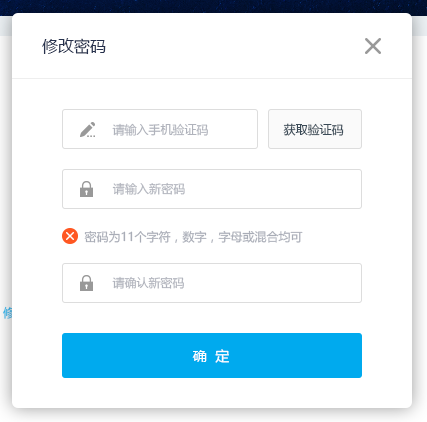 修改密码
请输入手机验证码
获取验证码
请输入新密码
密码为11个字符，数字，字母或混合均可
修
请确认新密码
确 定